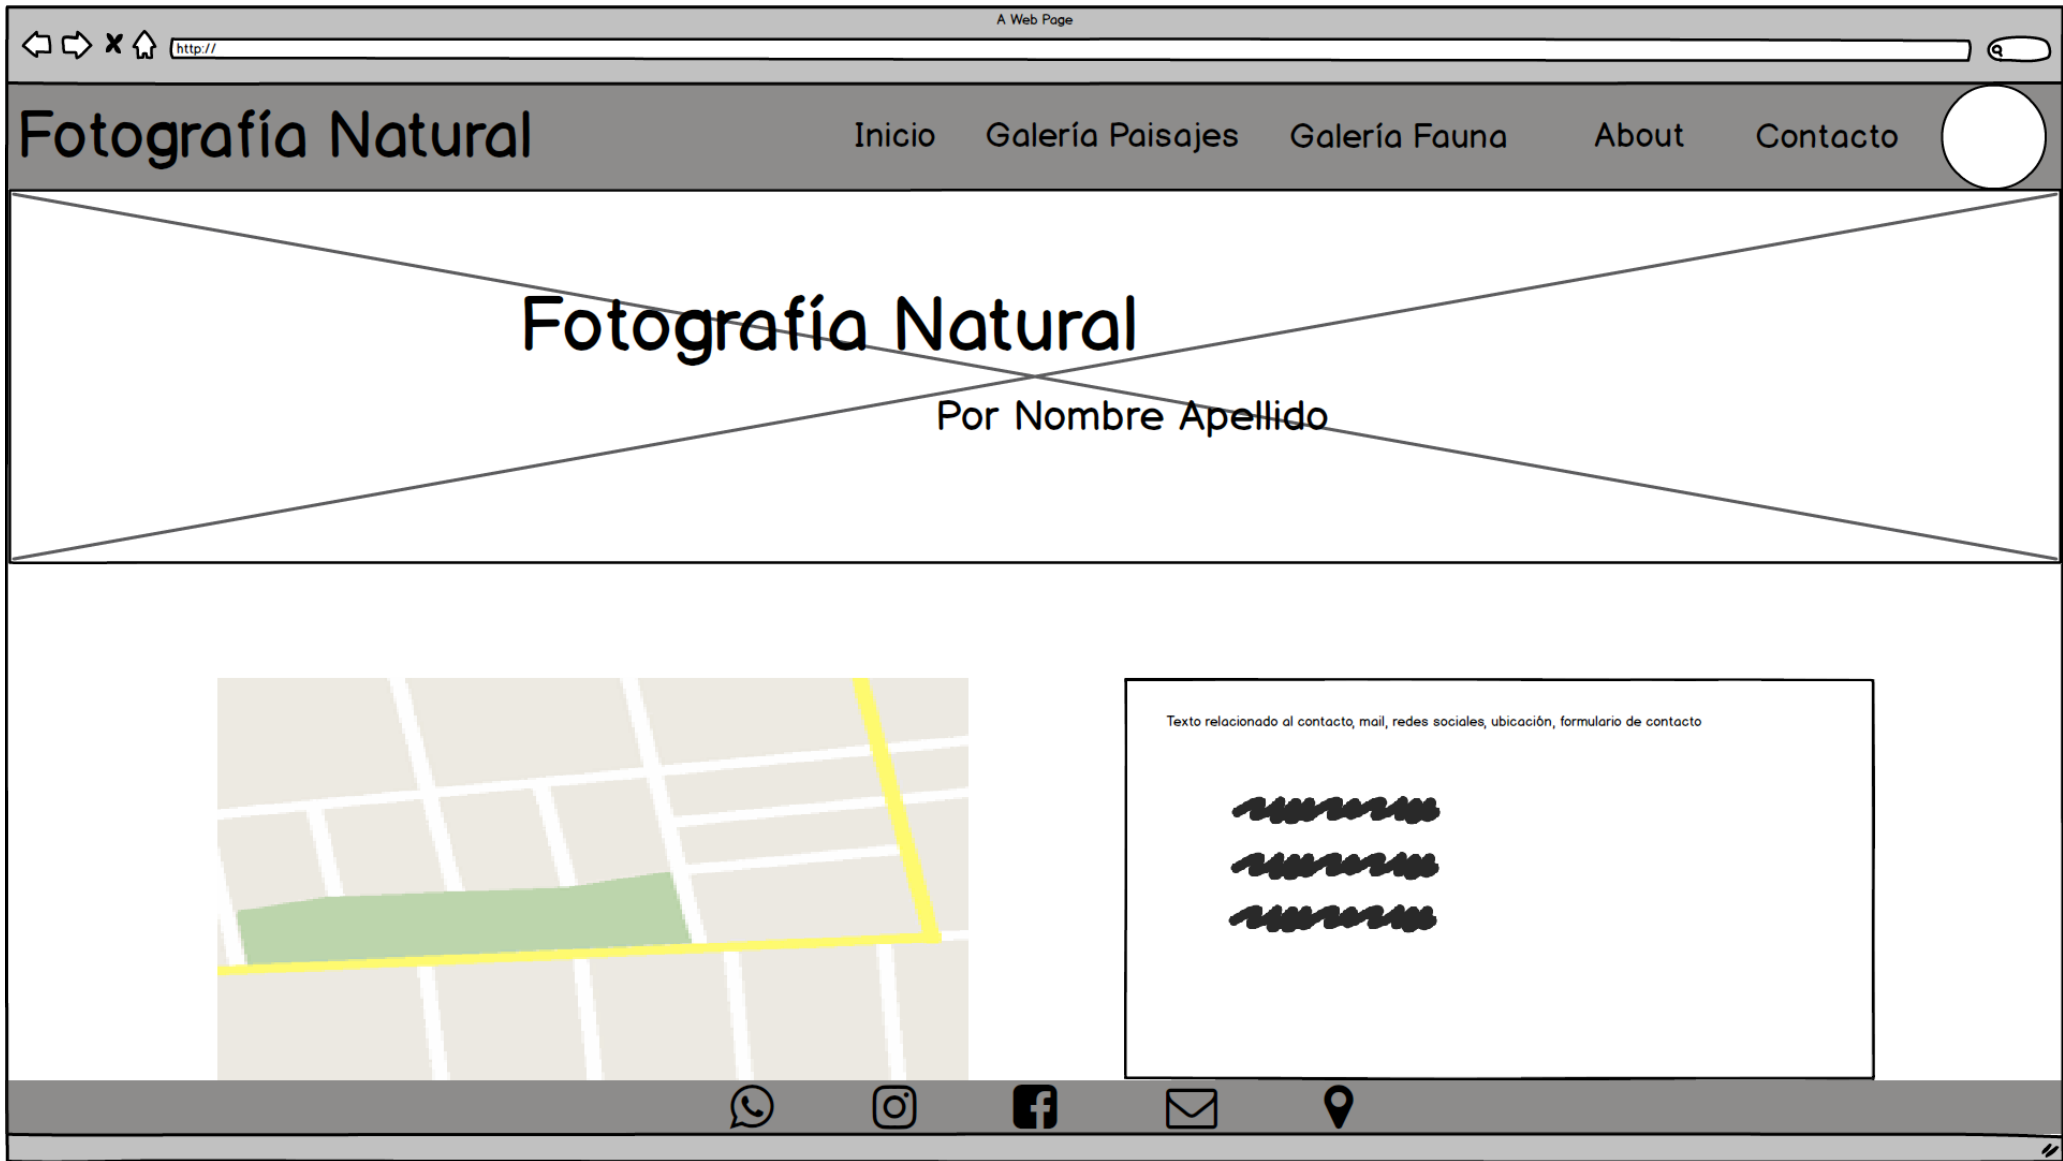 A Web Page
http://
Fotografía Natural
Inicio
Galería Paisajes
Galería Fauna
About
Contacto
Fotografía Natural
Por Nombre Apellido
Texto relacionado al contacto, mail, redes sociales, ubicación, formulario de contacto